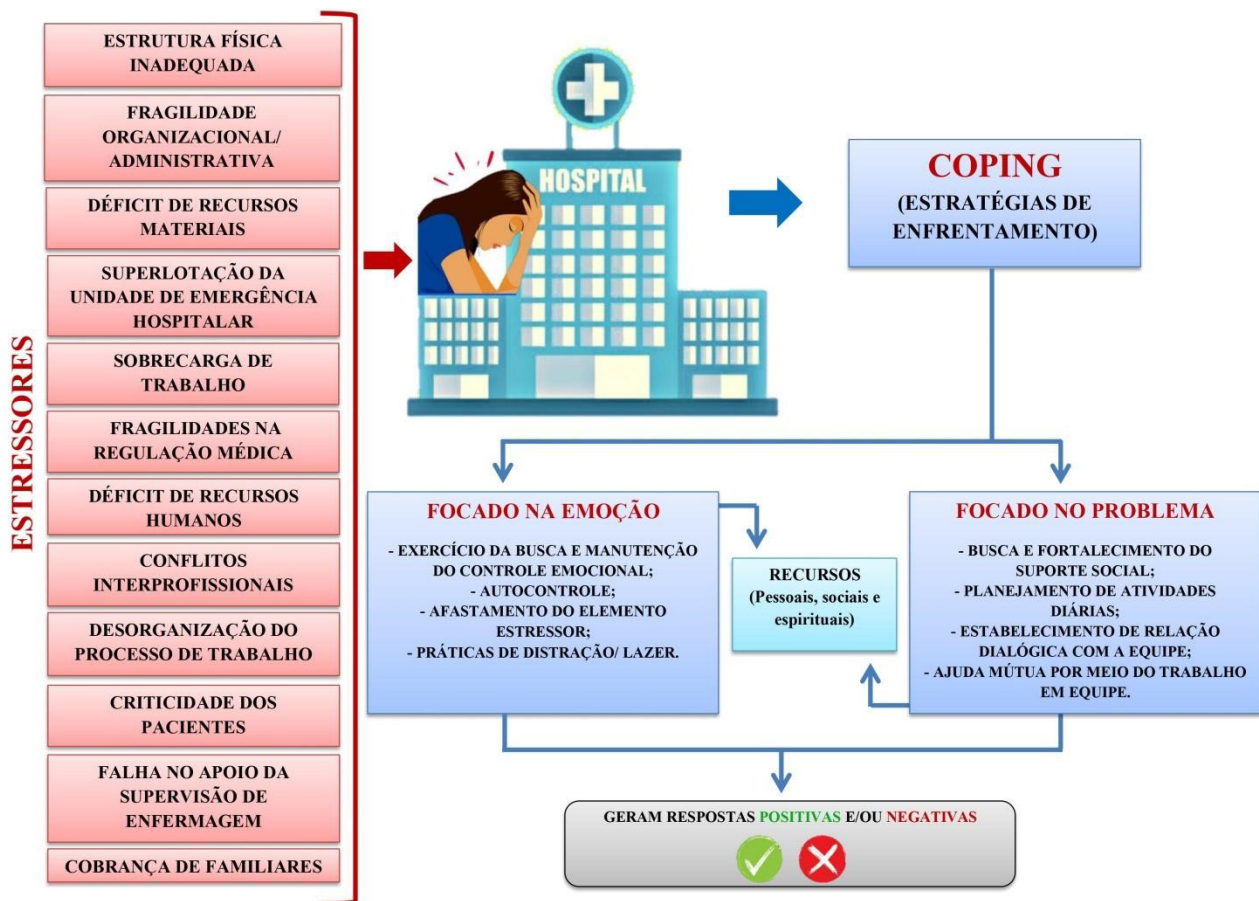 ESTRESSORES
ESTRUTURA FÍSICA
INADEQUADA
FRAGILIDADE
ORGANIZACIONAL/
ADMINISTRATIVA
DÉFICIT DE RECURSOS
MATERIAIS
SUPERLOTAÇÃO DA
UNIDADE DE EMERGÊNCIA
HOSPITALAR
SOBRECARGA DE
TRABALHO
FRAGILIDADES NA
REGULAÇÃO MÉDICA
DÉFICIT DE RECURSOS
HUMANOS
CONFLITOS
INTERPROFISSIONAIS
DESORGANIZAÇÃO DO
PROCESSO DE TRABALHO
CRITICIDADE DOS
PACIENTES
FALHA NO APOIO DA
SUPERVISÃO DE
ENFERMAGEM
COBRANÇA DE FAMILIARES
HOSPITAL
COPING
(ESTRATÉGIAS DE
ENFRENTAMENTO)
FOCADO NA EMOÇÃO
- EXERCÍCIO DA BUSCA E MANUTENÇÃO
DO CONTROLE EMOCIONAL;
- AUTOCONTROLE;
- AFASTAMENTO DO ELEMENTO
ESTRESSOR;
- PRÁTICAS DE DISTRAÇÃO/ LAZER.
RECURSOS
(Pessoais, sociais e
espirituais)
FOCADO NO PROBLEMA
- BUSCA E FORTALECIMENTO DO
SUPORTE SOCIAL;
- PLANEJAMENTO DE ATIVIDADES
DIÁRIAS;
- ESTABELECIMENTO DE RELAÇÃO
DIALÓGICA COM A EQUIPE;
- AJUDA MÚTUA POR MEIO DO TRABALHO
EM EQUIPE.
GERAM RESPOSTAS POSITIVAS E/OU NEGATIVAS